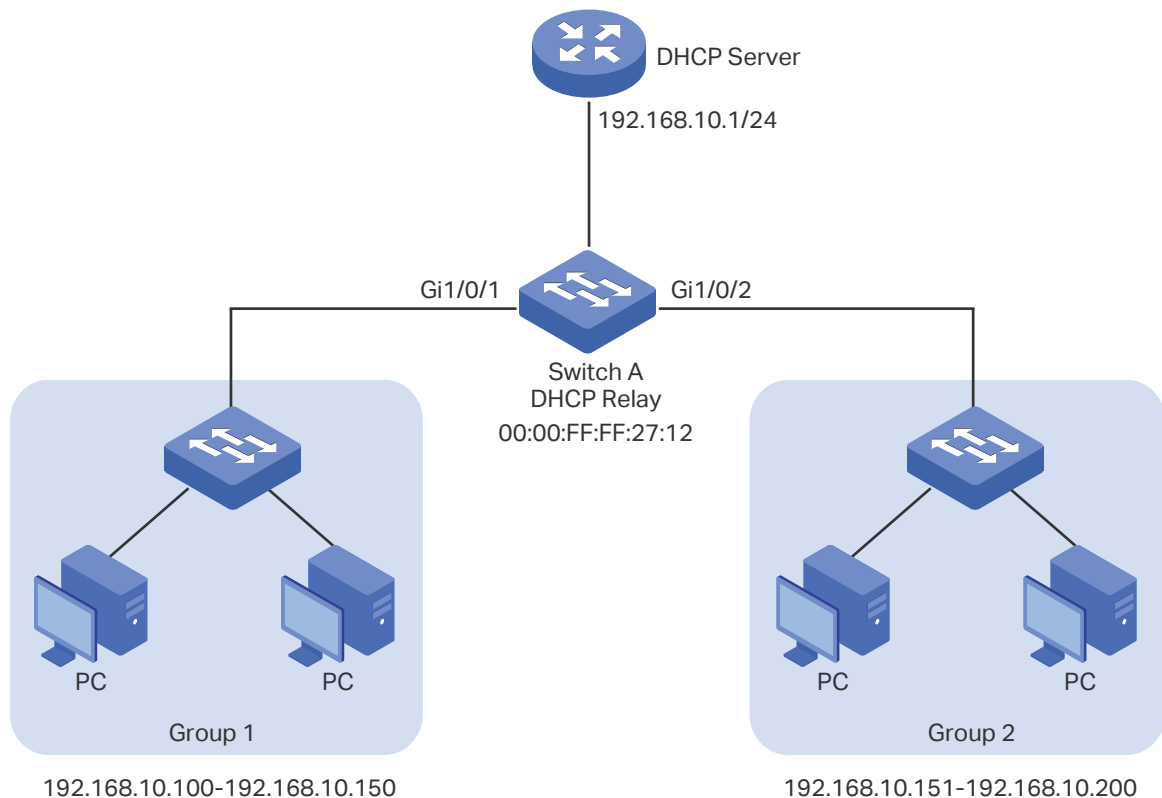 DHCP Server
192.168.10.1/24
Gi1/0/1
Gi1/0/2
Switch A
DHCP Relay
00:00:FF:FF:27:12
PC
PC
Group 1
192.168.10.100-192.168.10.150
PC
PC
Group 2
192.168.10.151-192.168.10.200